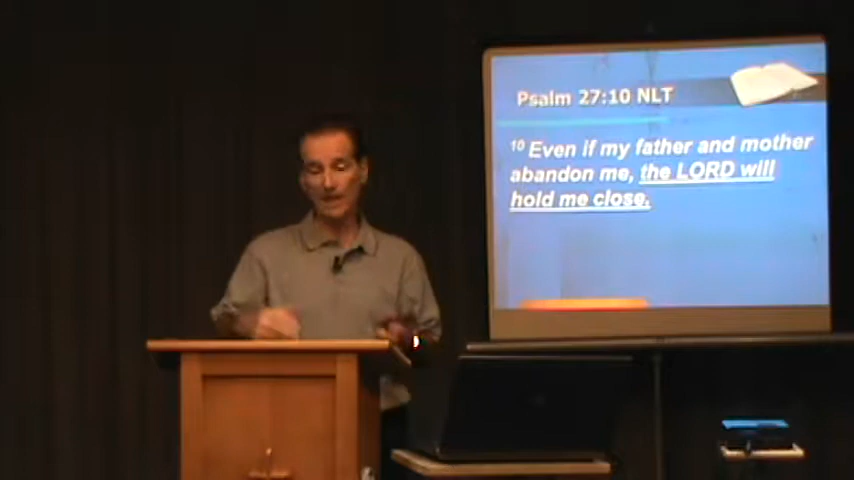 Psalm 27:10 NLT
10 Even if my father and mother
abandon me, the LORD will
hold me close.